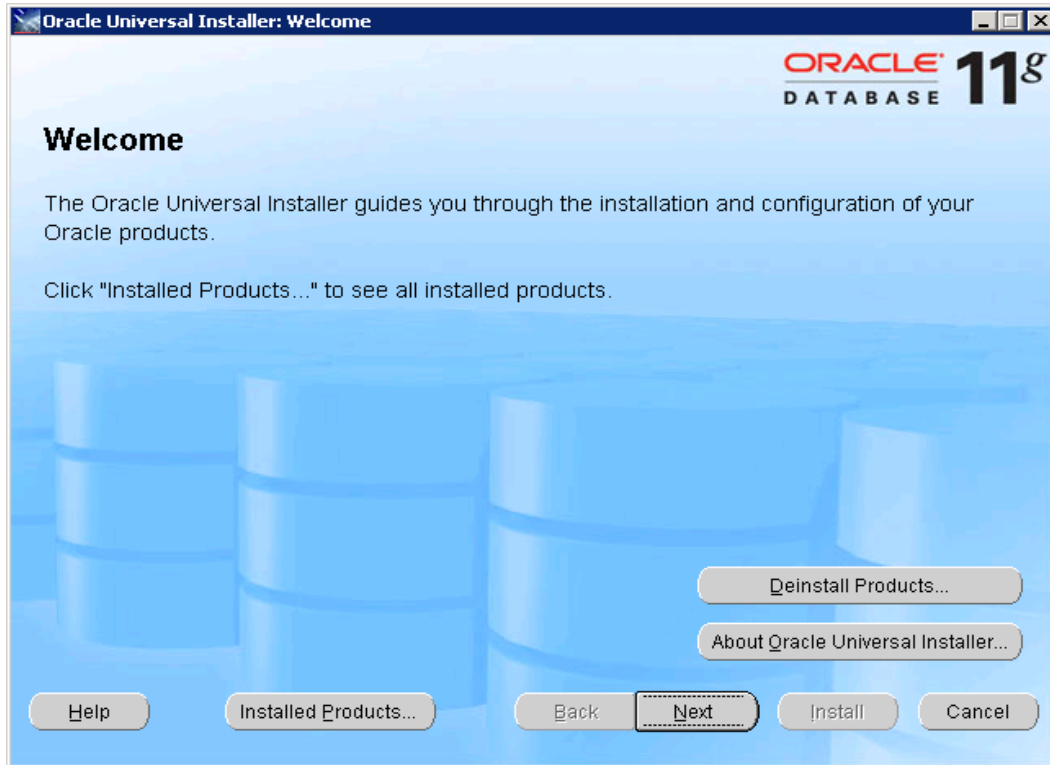 Oracle Universal Installer: Welcome
ORACLE 11g
DATABASE
Welcome
The Oracle Universal Installer guides you through the installation and configuration of your
Oracle products.
Click "Installed Products..." to see all installed products.
Deinstall Products...
About Oracle Universal Installer...
Help Installed Products... Back Next Install Cancel